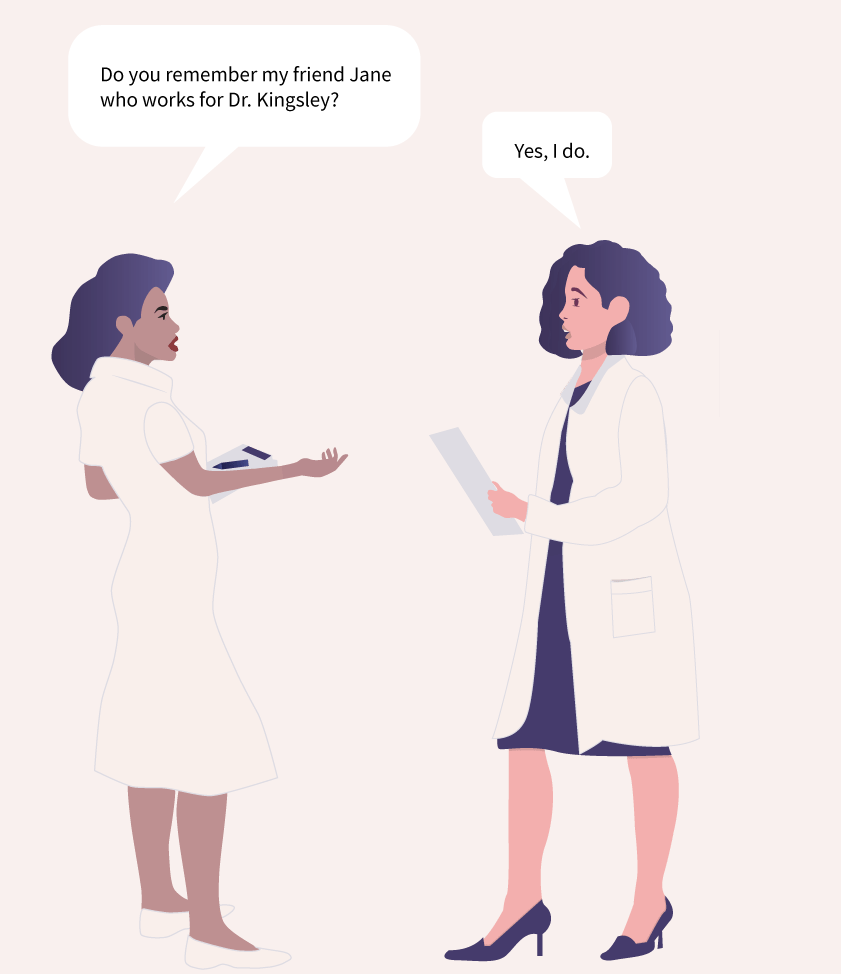 Do you remember my friend Jane
who works for Dr. Kingsley?
Yes, I do.